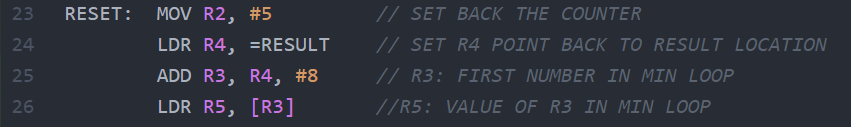 23 RESET: MOV R2, #5 // SET BACK THE COUNTER
24 LDR R4, =RESULT // SET R4 POINT BACK TO RESULT LOCATION
25 ADD R3, R4, #8 // R3: FIRST NUMBER IN MIN LOOP
26 LDR R5, [R3] //R5: VALUE OF R3 IN MIN LOOP